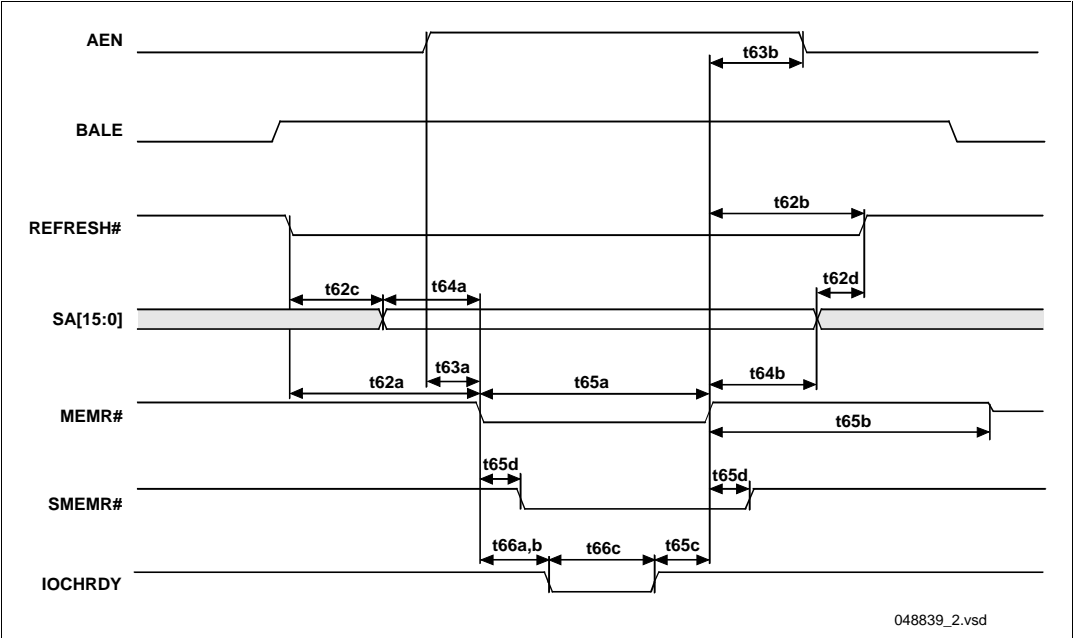 AEN
t63b
BALE
t62b
REFRESH#
t62d
t62c
t64a
SA[15:0]
t63a
t64b
t62a
t65a
MEMR#
t65b
t65d
t65d
SMEMR#
t66a,b
t66c
t65c
IOCHRDY
048839_2.vsd